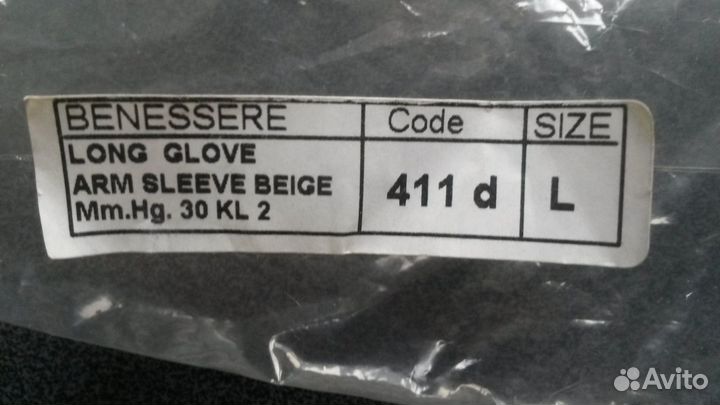 BENESSERE Code SIZE
LONG GLOVE
ARM SLEEVE BEIGE 411 d L
Mm.Hg. 30 KL 2
Avito